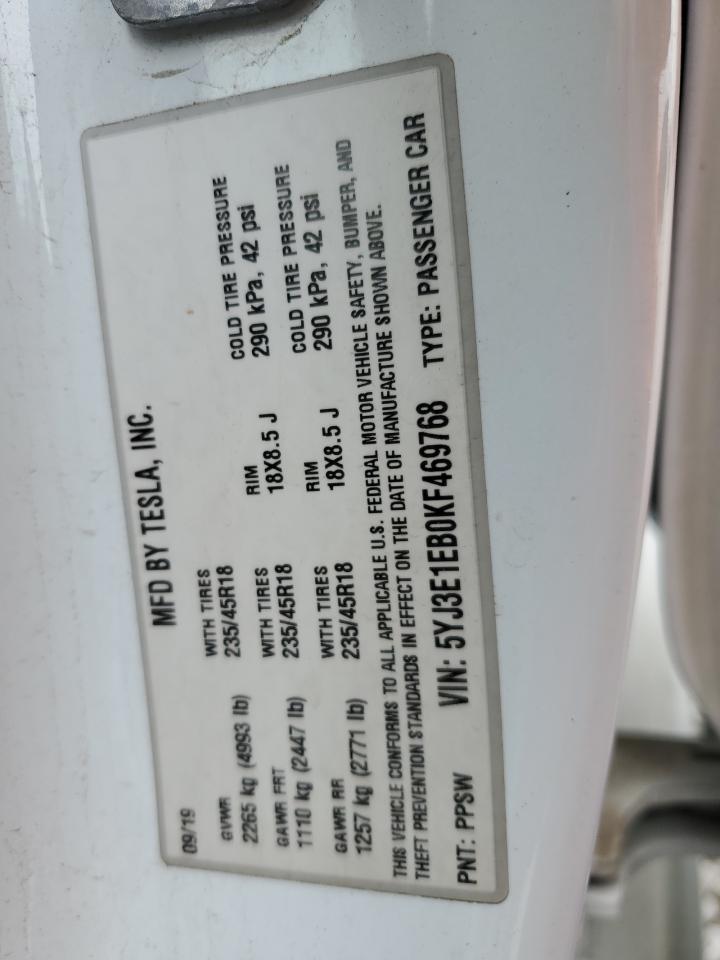 MFD BY TESLA, INC.
09/19
GVWR WITH TIRES COLD TIRE PRESSURE
2265 kg (4993 lb) 235/45R18 290 kPa, 42 psi
GAWR FRT WITH TIRES RIM COLD TIRE PRESSURE
1110 kg (2447 lb) 235/45R18 18X8.5 J 290 kPa, 42 psi
GAWR RR WITH TIRES RIM
1257 kg (2771 lb) 235/45R18 18X8.5 J
THIS VEHICLE CONFORMS TO ALL APPLICABLE U.S. FEDERAL MOTOR VEHICLE SAFETY, BUMPER, AND
THEFT PREVENTION STANDARDS IN EFFECT ON THE DATE OF MANUFACTURE SHOWN ABOVE.
PNT: PPSW VIN: 5YJ3E1EB0KF469768 TYPE: PASSENGER CAR